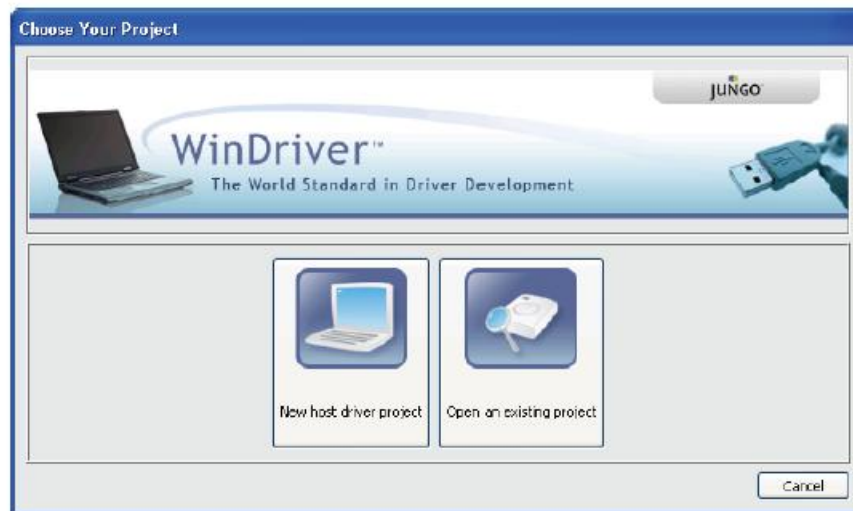 Choose Your Project
JUNGO
WinDriver™
The World Standard in Driver Development
New host driver project
Open an existing project
Cancel